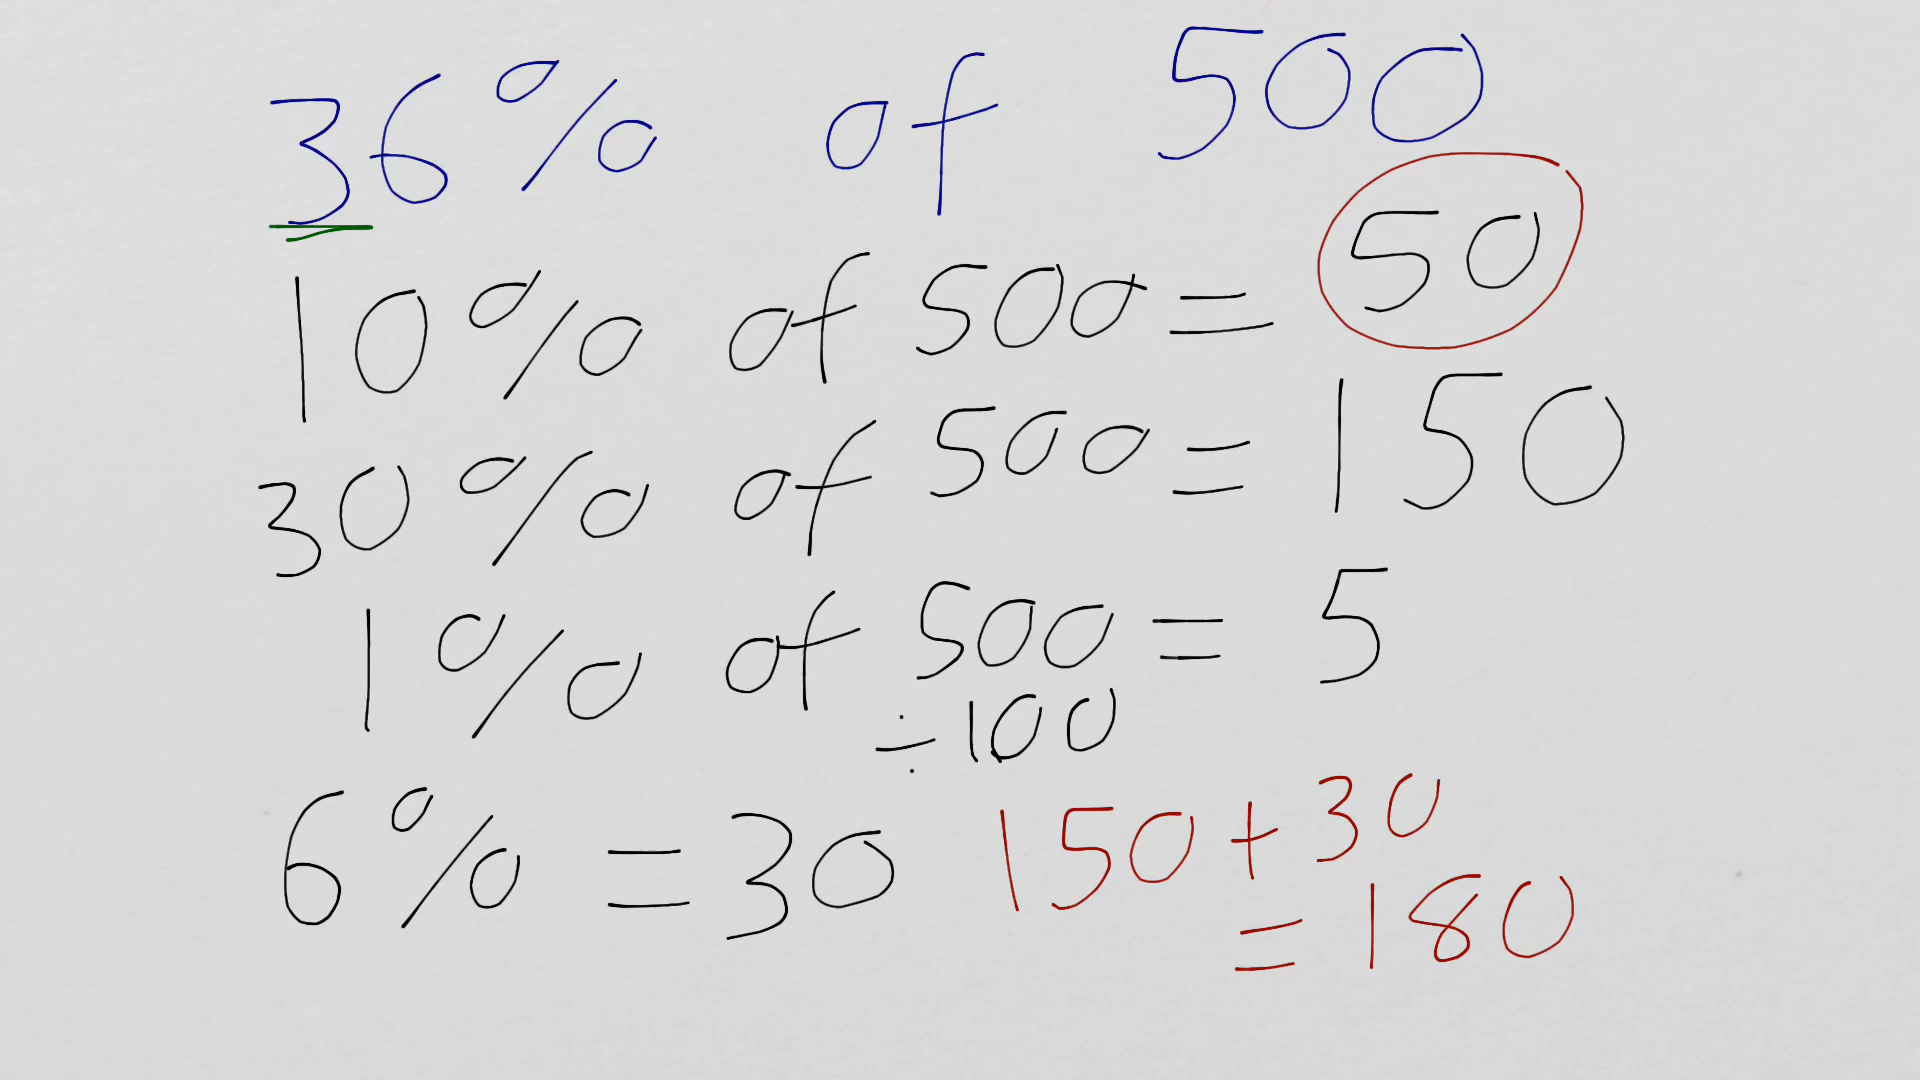 36% of 500
10% of 500 = 50
30% of 500 = 150
1% of 500 = 5
÷100
6% = 30
150 + 30
= 180